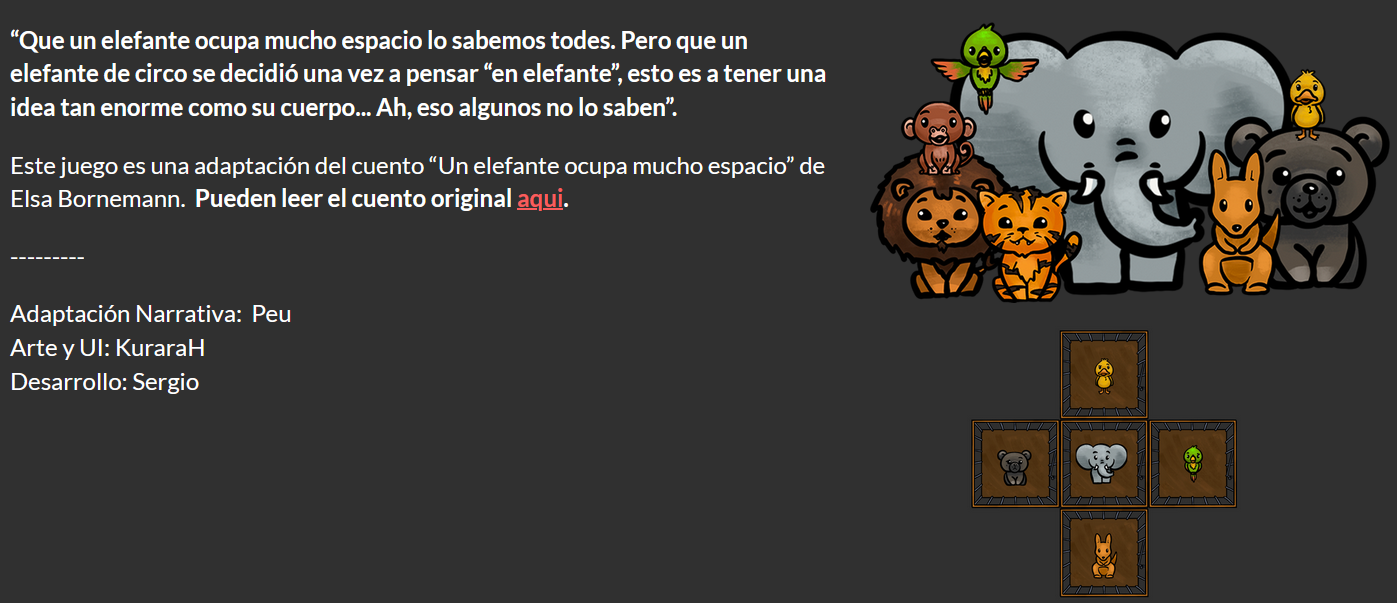 “Que un elefante ocupa mucho espacio lo sabemos todes. Pero que un
elefante de circo se decidió una vez a pensar “en elefante”, esto es a tener una
idea tan enorme como su cuerpo... Ah, eso algunos no lo saben”.
Este juego es una adaptación del cuento “Un elefante ocupa mucho espacio” de
Elsa Bornemann. Pueden leer el cuento original aqui.
---------
Adaptación Narrativa: Peu
Arte y UI: KuraraH
Desarrollo: Sergio